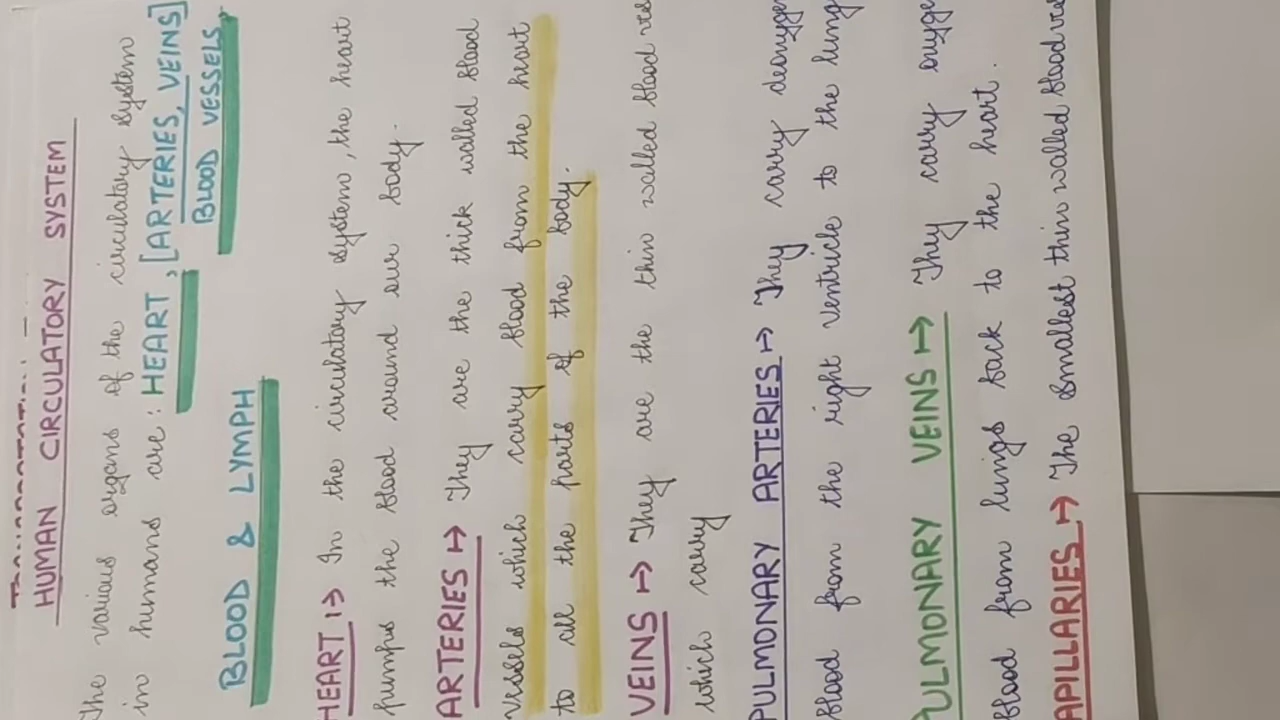 HUMAN CIRCULATORY SYSTEM
The various organs of the circulatory system
in humans are: HEART, [ARTERIES, VEINS]
BLOOD VESSELS
BLOOD & LYMPH
HEART → In the circulatory system, the heart
pumps the blood around our body.
ARTERIES → They are the thick walled blood
vessels which carry blood from the heart
to all the parts of the body.
VEINS → They are the thin walled blood ves
which carry
PULMONARY ARTERIES → They carry deoxygen
blood from the right ventricle to the lung
PULMONARY VEINS → They carry oxyge
blood from lungs back to the heart.
APILLARIES → The smallest thin walled blood ves